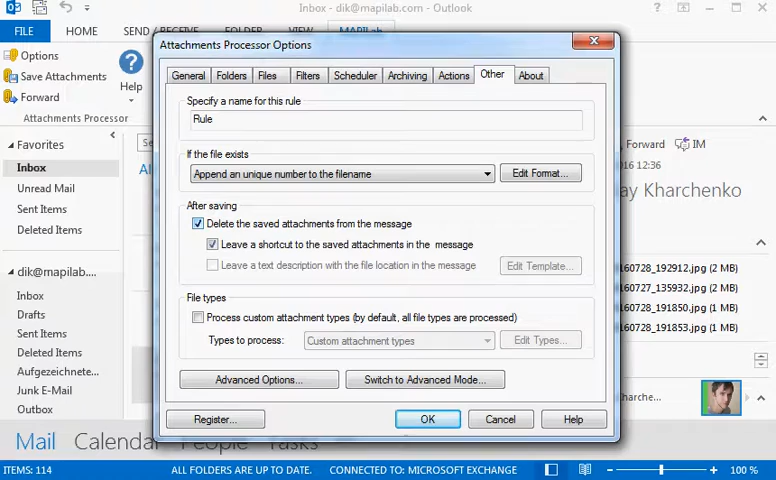 Inbox - dik@mapilab.com - Outlook
FILE HOME SEND / RECEIVE FOLDER VIEW MAPILab
Options
Save Attachments
Forward
Help
Attachments Processor
Attachments Processor Options
General Folders Files Filters Scheduler Archiving Actions Other About
Specify a name for this rule
Rule
If the file exists
Append an unique number to the filename
Edit Format...
After saving
Delete the saved attachments from the message
Leave a shortcut to the saved attachments in the message
Leave a text description with the file location in the message
Edit Template...
File types
Process custom attachment types (by default, all file types are processed)
Types to process:
Custom attachment types
Edit Types...
Advanced Options...
Switch to Advanced Mode...
Register...
OK
Cancel
Help
Favorites
Inbox
Unread Mail
Sent Items
Deleted Items
dik@mapilab....
Inbox
Drafts
Sent Items
Deleted Items
Aufgezeichnete...
Junk E-Mail
Outbox
Forward IM
16 12:36
ay Kharchenko
160728_192912.jpg (2 MB)
160727_135932.jpg (2 MB)
160728_191850.jpg (1 MB)
160728_191853.jpg (1 MB)
harche...
Mail Calendar People Tasks
ITEMS: 114
ALL FOLDERS ARE UP TO DATE.
CONNECTED TO: MICROSOFT EXCHANGE
100 %